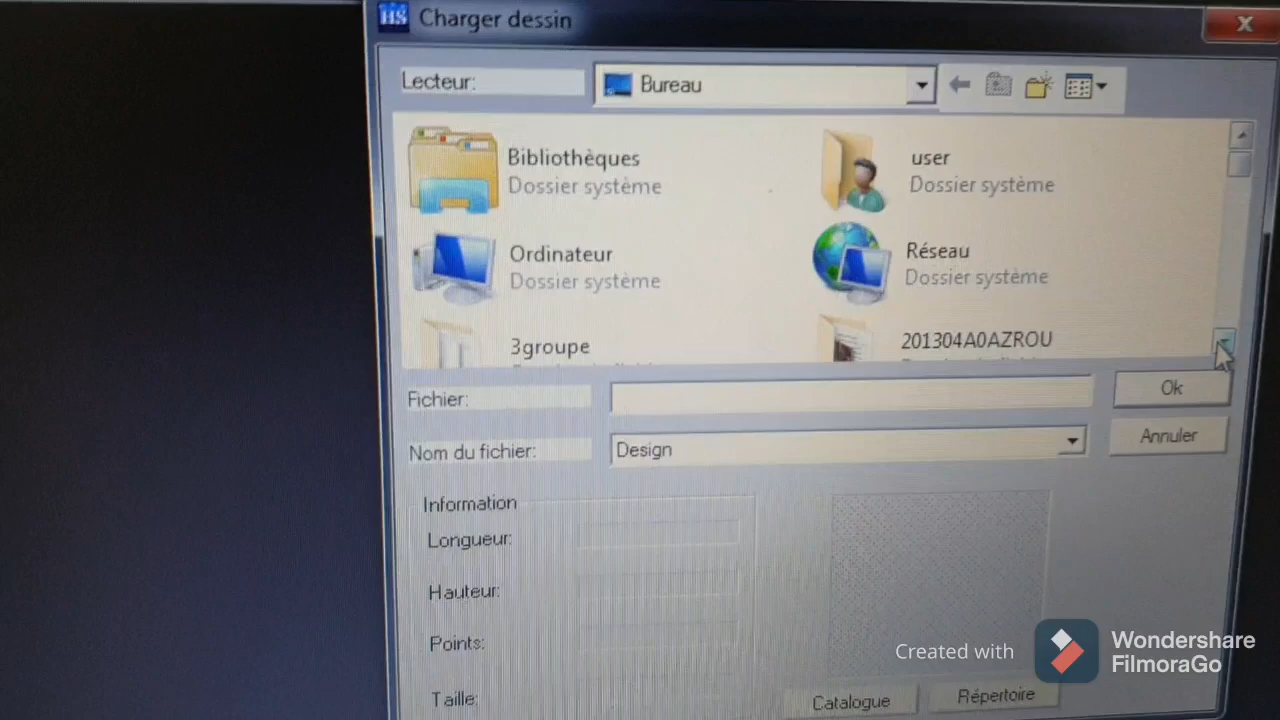 HS Charger dessin
Lecteur: Bureau
Bibliothèques
Dossier système
user
Dossier système
Ordinateur
Dossier système
Réseau
Dossier système
3groupe
201304A0AZROU
Fichier:
Ok
Nom du fichier: Design
Annuler
Information
Longueur:
Hauteur:
Points:
Taille:
Catalogue
Répertoire
Created with
Wondershare
FilmoraGo